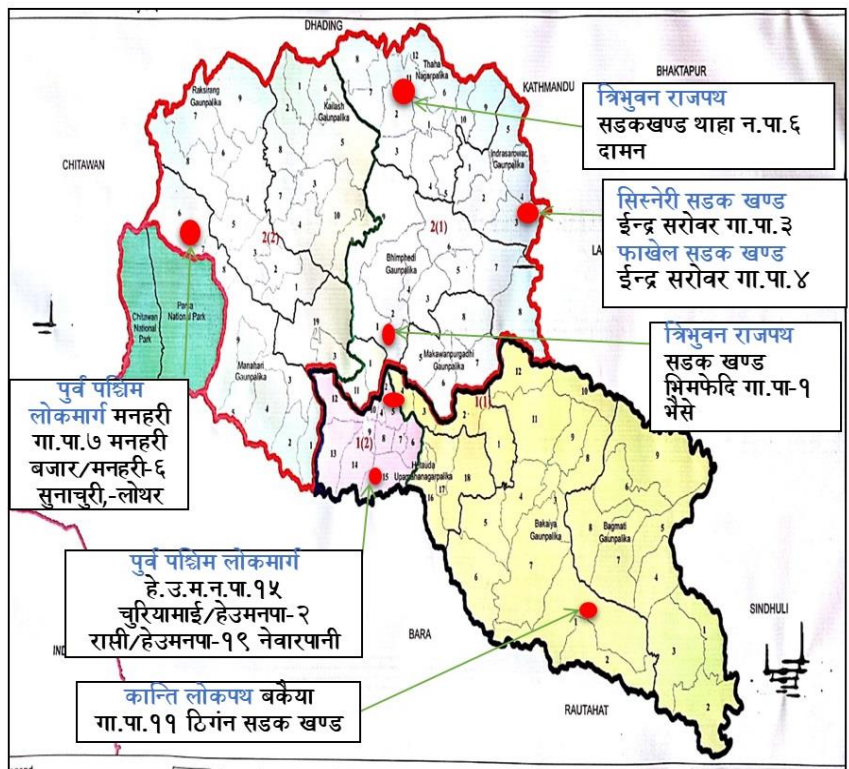 DHADING
KATHMANDU
BHAKTAPUR
CHITAWAN
Raksirang
Gaunpalika
Kailash
Gaunpalika
Thaha
Nagarpalika
Indrasarowar
Gaunpalika
2(2)
2(1)
Bhimphedi
Gaunpalika
Chitawan
National
Park
Parsa
National Park
Manahari
Gaunpalika
Makawanpurgadhi
Gaunpalika
1(1)
1(2)
Hetauda
Upamahanagarpalika
Bakaiya
Gaunpalika
Bagmati
Gaunpalika
BARA
SINDHULI
RAUTAHAT
त्रिभुवन राजपथ
सडकखण्ड थाहा न.पा.६
दामन
सिस्नेरी सडक खण्ड
ईन्द्र सरोवर गा.पा.३
फाखेल सडक खण्ड
ईन्द्र सरोवर गा.पा.४
त्रिभुवन राजपथ
सडक खण्ड
भिमफेदि गा.पा-१
भैसे
पुर्व पश्चिम
लोकमार्ग मनहरी
गा.पा.७ मनहरी
बजार/मनहरी-६
सुनाचुरी,-लोथर
पुर्व पश्चिम लोकमार्ग
हे.उ.म.न.पा.१५
चुरियामाई/हेउमनपा-२
राप्ती/हेउमनपा-१९ नेवारपानी
कान्ति लोकपथ बकैया
गा.पा.११ टिगंन सडक खण्ड